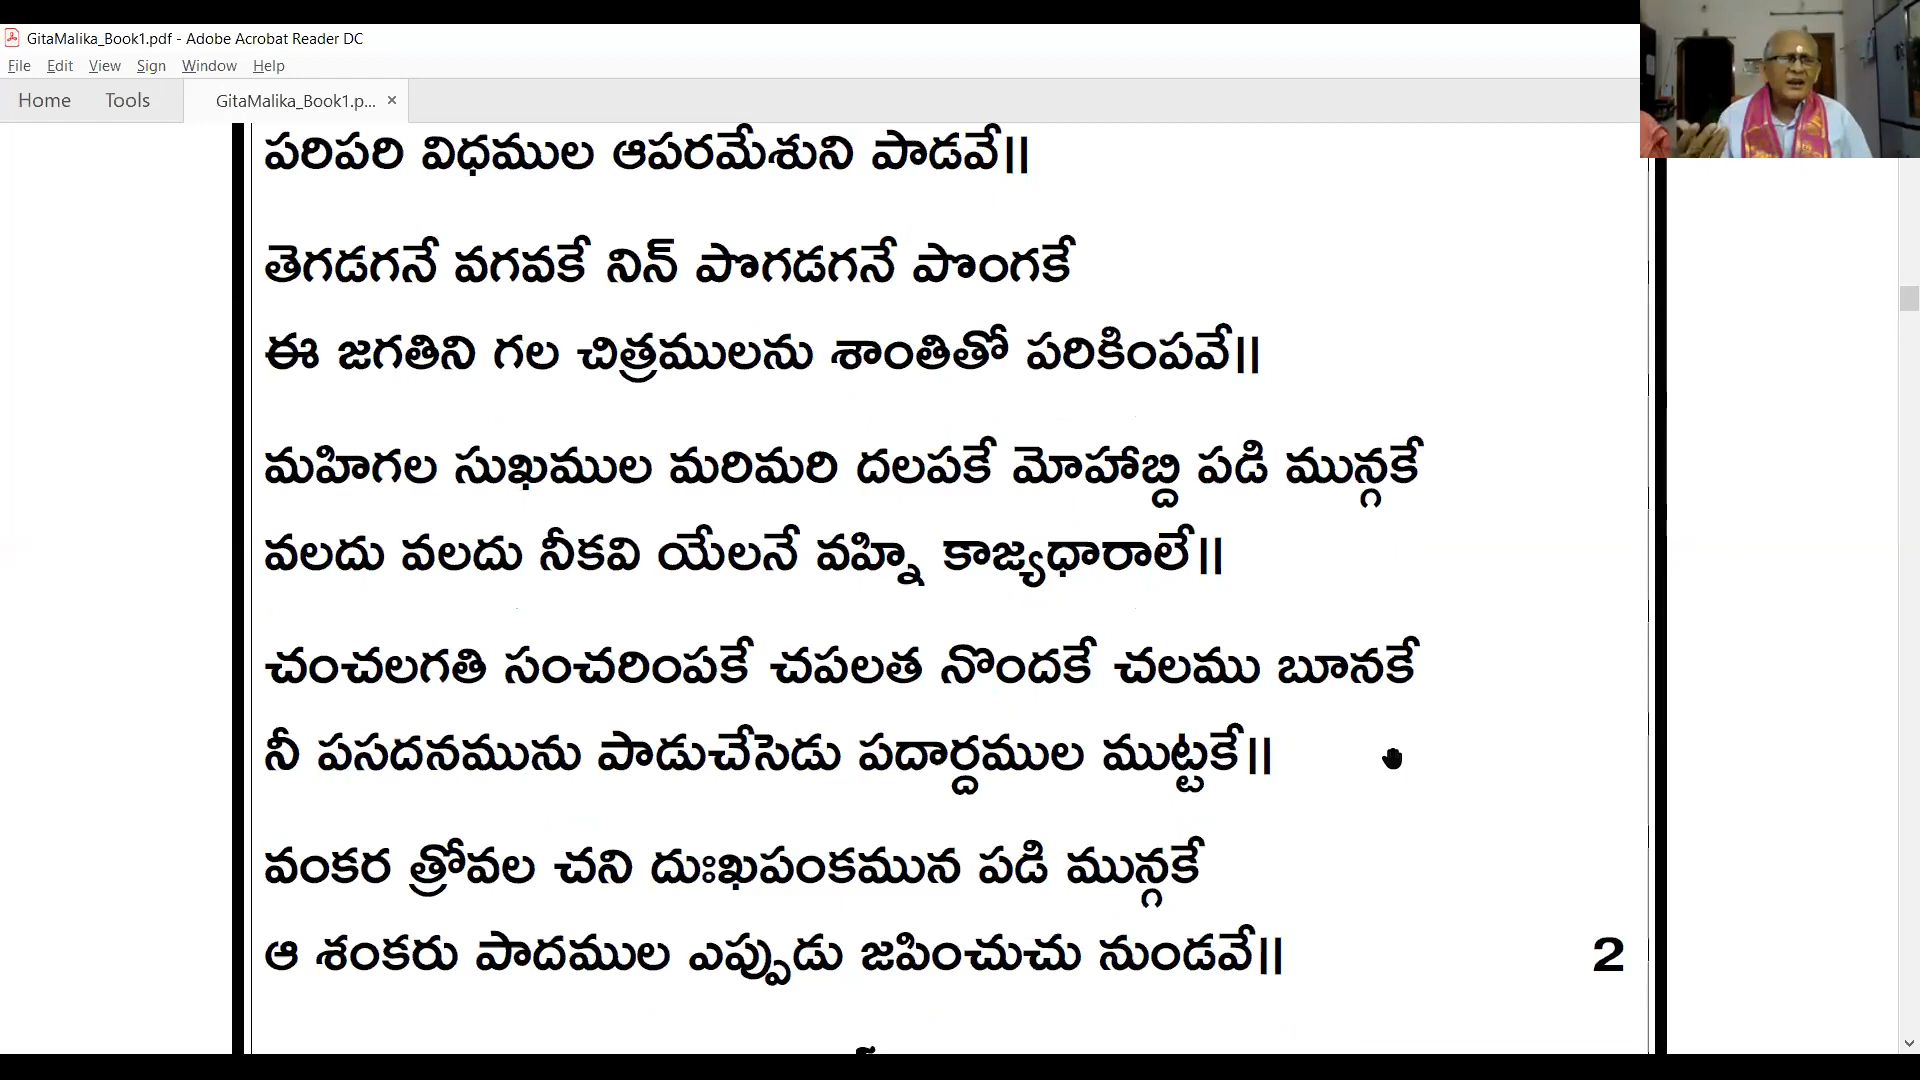 GitaMalika_Book1.pdf - Adobe Acrobat Reader DC
File Edit View Sign Window Help
Home Tools GitaMalika_Book1.p... ×
పరిపరి విధముల ఆపరమేశుని పాడవే||
తెగడగనే వగవకే నిన్ పొగడగనే పొంగకే
ఈ జగతిని గల చిత్రములను శాంతితో పరికింపవే||
మహిగల సుఖముల మరిమరి దలపకే మోహాబ్ది పడి మున్గకే
వలదు వలదు నీకవి యేలనే వహ్ని కాజ్యధారాలే||
చంచలగతి సంచరింపకే చపలత నొందకే చలము బూనకే
నీ పసదనమును పాడుచేసెడు పదార్దముల ముట్టకే||
వంకర త్రోవల చని దుఃఖపంకమున పడి మున్గకే
ఆ శంకరు పాదముల ఎప్పుడు జపించుచు నుండవే|| 2